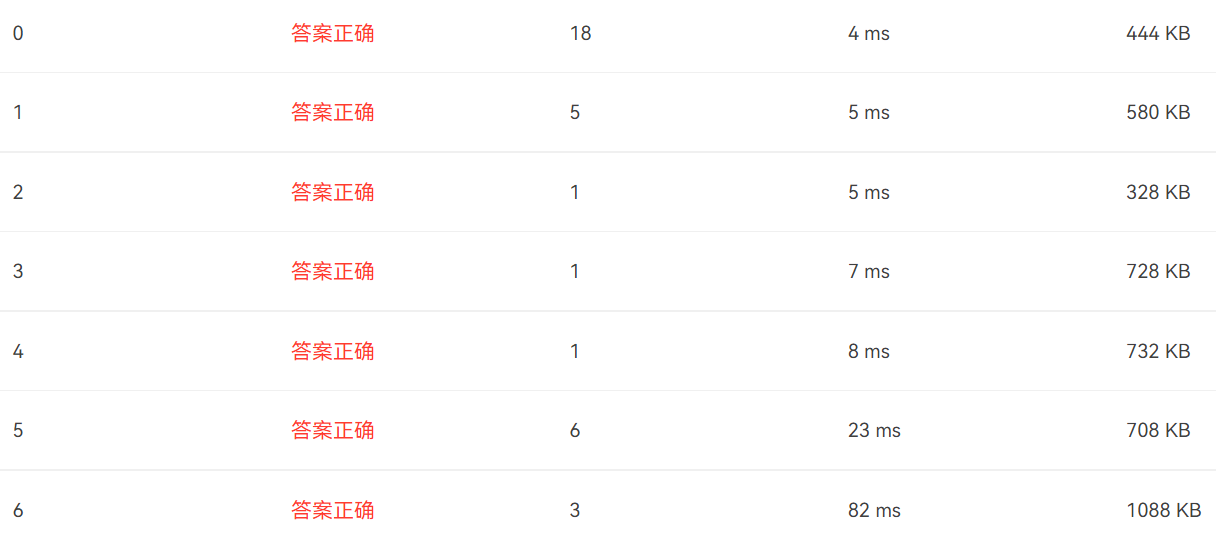 0 答案正确 18 4 ms 444 KB
1 答案正确 5 5 ms 580 KB
2 答案正确 1 5 ms 328 KB
3 答案正确 1 7 ms 728 KB
4 答案正确 1 8 ms 732 KB
5 答案正确 6 23 ms 708 KB
6 答案正确 3 82 ms 1088 KB